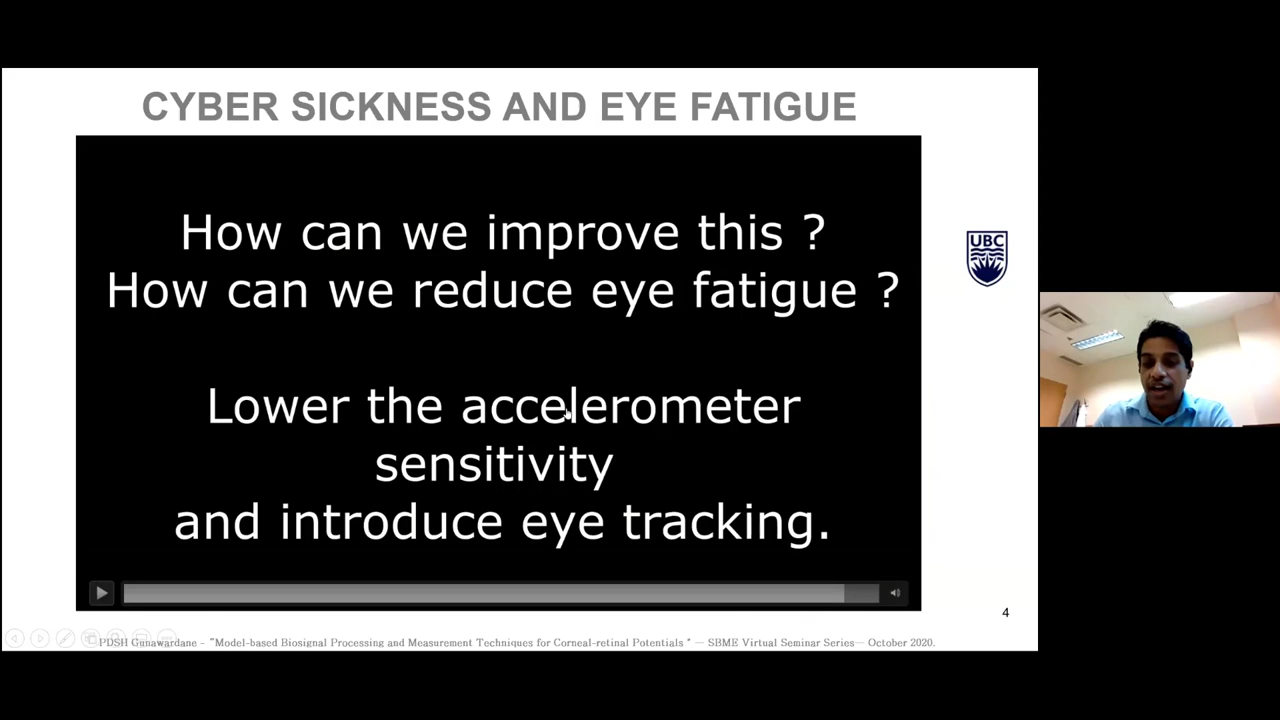 CYBER SICKNESS AND EYE FATIGUE
How can we improve this ?
How can we reduce eye fatigue ?
Lower the accelerometer
sensitivity
and introduce eye tracking.
UBC
4
PDSH Gunawardane - "Model-based Biosignal Processing and Measurement Techniques for Corneal-retinal Potentials " — SBME Virtual Seminar Series— October 2020.